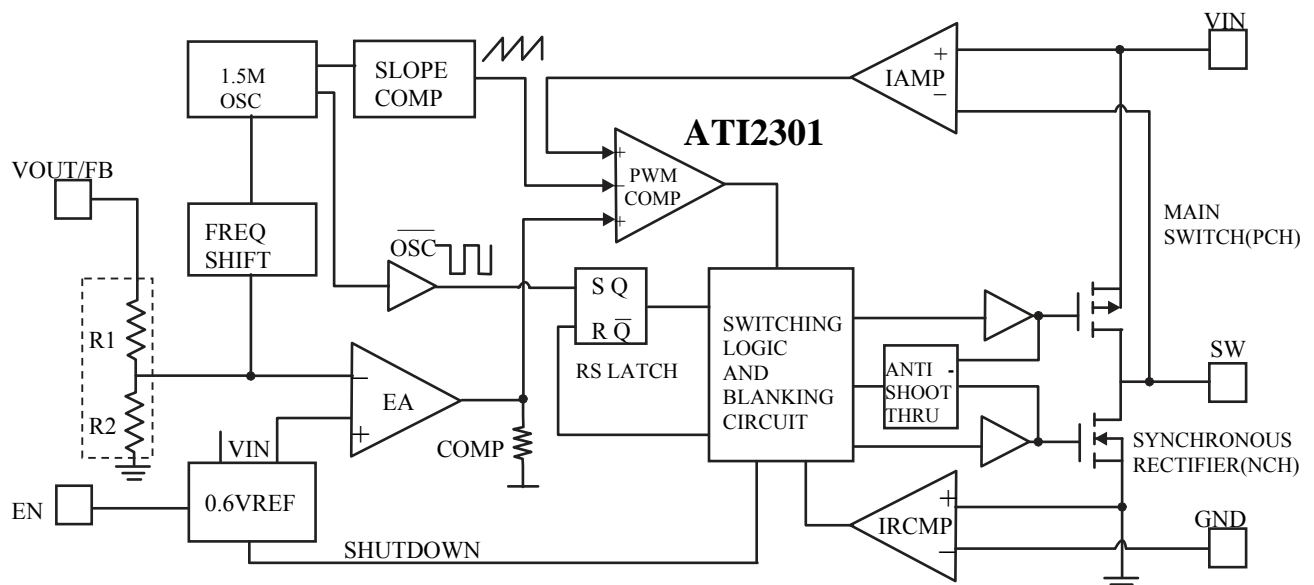 VIN
+
IAMP
−
1.5M
OSC
SLOPE
COMP
ATI2301
VOUT/FB
+
−
+
PWM
COMP
MAIN
SWITCH(PCH)
FREQ
SHIFT
OSC
S Q
R Q
RS LATCH
SWITCHING
LOGIC
AND
BLANKING
CIRCUIT
R1
R2
−
EA
+
ANTI -
SHOOT
THRU
SW
COMP
VIN
0.6VREF
EN
SYNCHRONOUS
RECTIFIER(NCH)
+
IRCMP
−
GND
SHUTDOWN